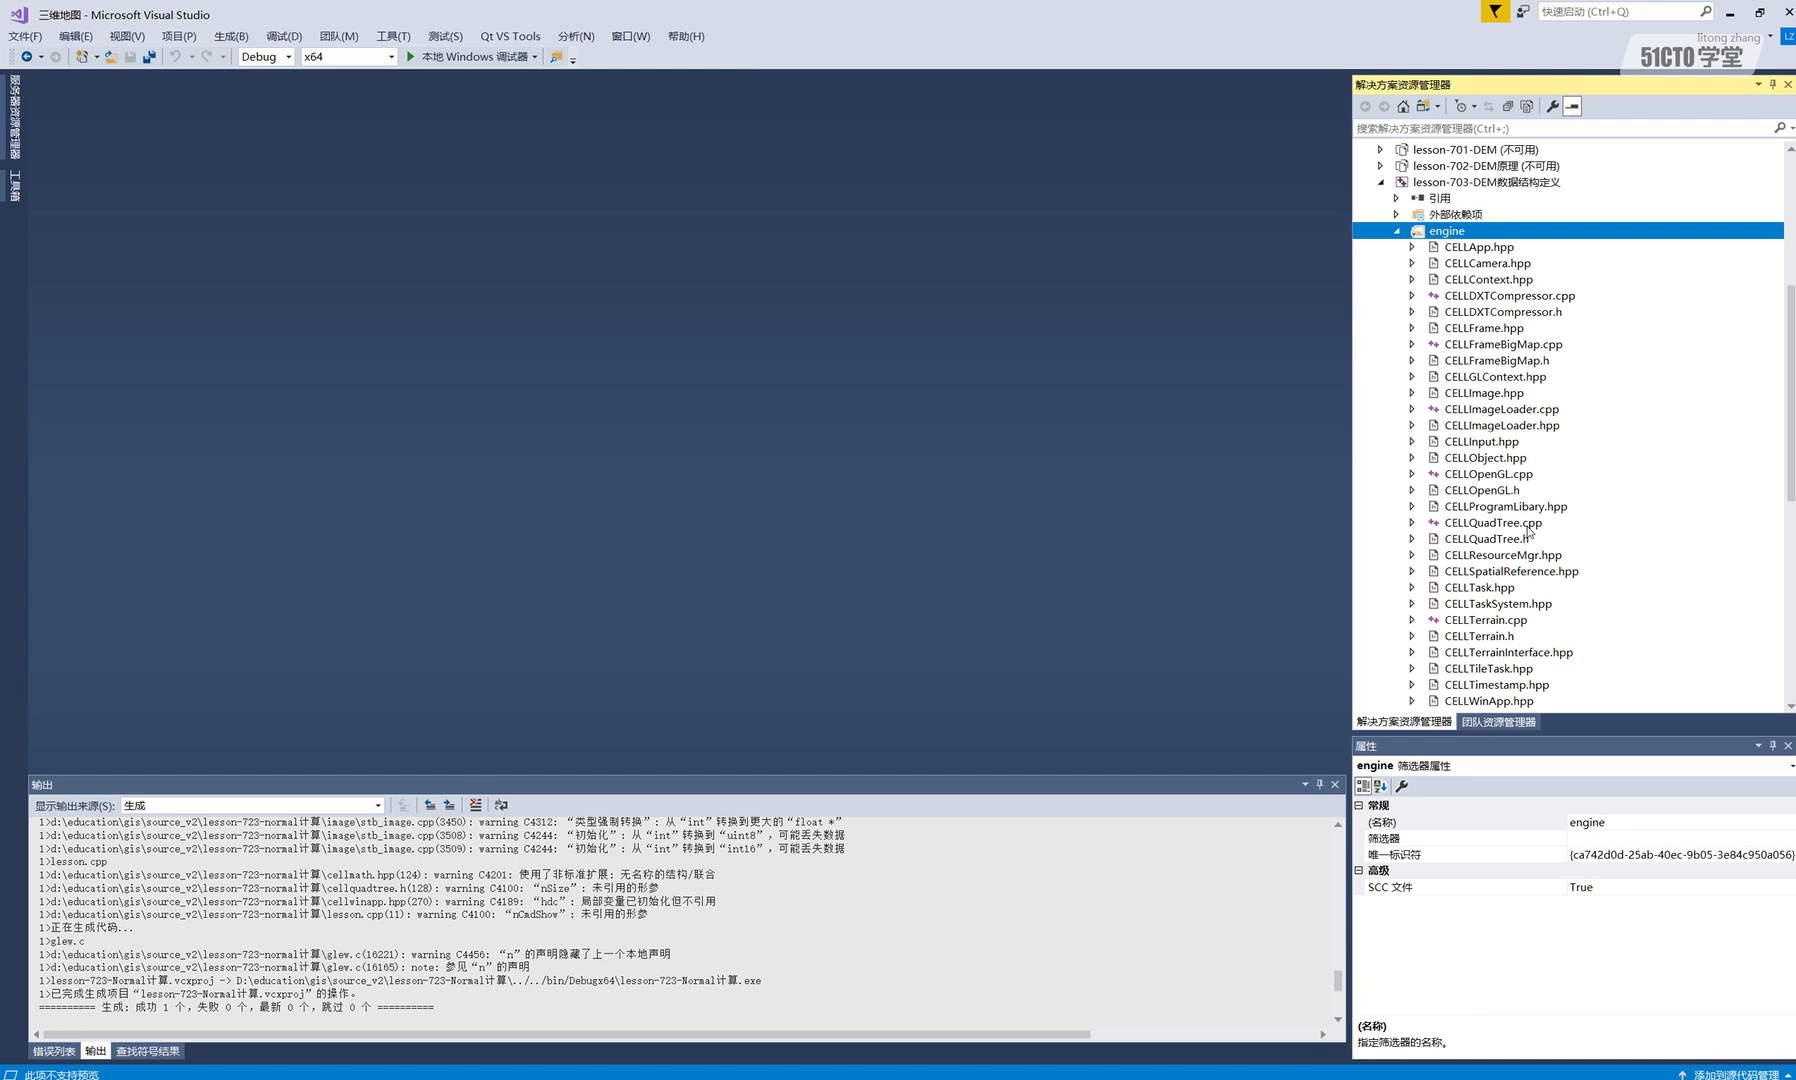 三维地图 - Microsoft Visual Studio
快速启动 (Ctrl+Q)
文件(F) 编辑(E) 视图(V) 项目(P) 生成(B) 调试(D) 团队(M) 工具(T) 测试(S) Qt VS Tools 分析(N) 窗口(W) 帮助(H)
litong zhang
LZ
Debug x64 本地 Windows 调试器
51CTO学堂
服务器资源管理器
工具箱
解决方案资源管理器
搜索解决方案资源管理器(Ctrl+;)
lesson-701-DEM (不可用)
lesson-702-DEM原理 (不可用)
lesson-703-DEM数据结构定义
引用
外部依赖项
engine
CELLApp.hpp
CELLCamera.hpp
CELLContext.hpp
CELLDXTCompressor.cpp
CELLDXTCompressor.h
CELLFrame.hpp
CELLFrameBigMap.cpp
CELLFrameBigMap.h
CELLGLContext.hpp
CELLImage.hpp
CELLImageLoader.cpp
CELLImageLoader.hpp
CELLInput.hpp
CELLObject.hpp
CELLOpenGL.cpp
CELLOpenGL.h
CELLProgramLibary.hpp
CELLQuadTree.cpp
CELLQuadTree.h
CELLResourceMgr.hpp
CELLSpatialReference.hpp
CELLTask.hpp
CELLTaskSystem.hpp
CELLTerrain.cpp
CELLTerrain.h
CELLTerrainInterface.hpp
CELLTileTask.hpp
CELLTimestamp.hpp
CELLWinApp.hpp
解决方案资源管理器 团队资源管理器
属性
engine 筛选器属性
常规
(名称) engine
筛选器
唯一标识符 {ca742d0d-25ab-40ec-9b05-3e84c950a056}
高级
SCC 文件 True
(名称)
指定筛选器的名称。
输出
显示输出来源(S): 生成
1>d:\education\gis\source_v2\lesson-723-normal计算\image\stb_image.cpp(3450): warning C4312: “类型强制转换”: 从“int”转换到更大的“float *”
1>d:\education\gis\source_v2\lesson-723-normal计算\image\stb_image.cpp(3508): warning C4244: “初始化”: 从“int”转换到“uint8”，可能丢失数据
1>d:\education\gis\source_v2\lesson-723-normal计算\image\stb_image.cpp(3509): warning C4244: “初始化”: 从“int”转换到“int16”，可能丢失数据
1>lesson.cpp
1>d:\education\gis\source_v2\lesson-723-normal计算\cellmath.hpp(124): warning C4201: 使用了非标准扩展: 无名称的结构/联合
1>d:\education\gis\source_v2\lesson-723-normal计算\cellquadtree.h(128): warning C4100: “nSize”: 未引用的形参
1>d:\education\gis\source_v2\lesson-723-normal计算\cellwinapp.hpp(270): warning C4189: “hdc”: 局部变量已初始化但不引用
1>d:\education\gis\source_v2\lesson-723-normal计算\lesson.cpp(11): warning C4100: “nCmdShow”: 未引用的形参
1>正在生成代码...
1>glew.c
1>d:\education\gis\source_v2\lesson-723-normal计算\glew.c(16221): warning C4456: “n”的声明隐藏了上一个本地声明
1>d:\education\gis\source_v2\lesson-723-normal计算\glew.c(16165): note: 参见“n”的声明
1>lesson-723-Normal计算.vcxproj -> D:\education\gis\source_v2\lesson-723-Normal计算\../../bin/Debugx64\lesson-723-Normal计算.exe
1>已完成生成项目“lesson-723-Normal计算.vcxproj”的操作。
========== 生成: 成功 1 个，失败 0 个，最新 0 个，跳过 0 个 ==========
错误列表 输出 查找符号结果
此项不支持预览
添加到源代码管理